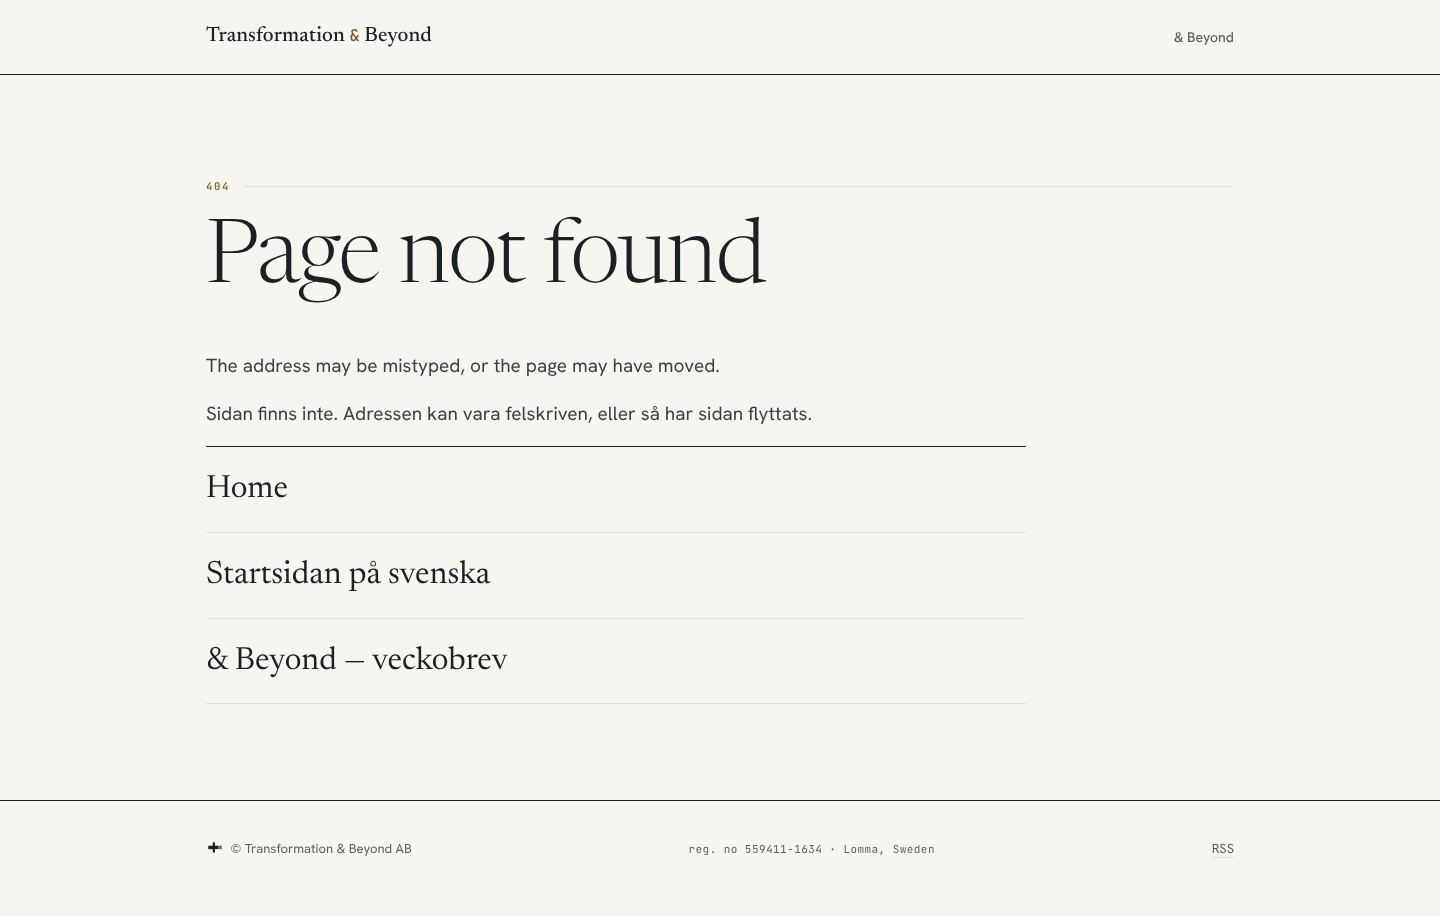 Transformation & Beyond
& Beyond
404
Page not found
The address may be mistyped, or the page may have moved.
Sidan finns inte. Adressen kan vara felskriven, eller så har sidan flyttats.
Home
Startsidan på svenska
& Beyond — veckobrev
© Transformation & Beyond AB
reg. no 559411-1634 · Lomma, Sweden
RSS